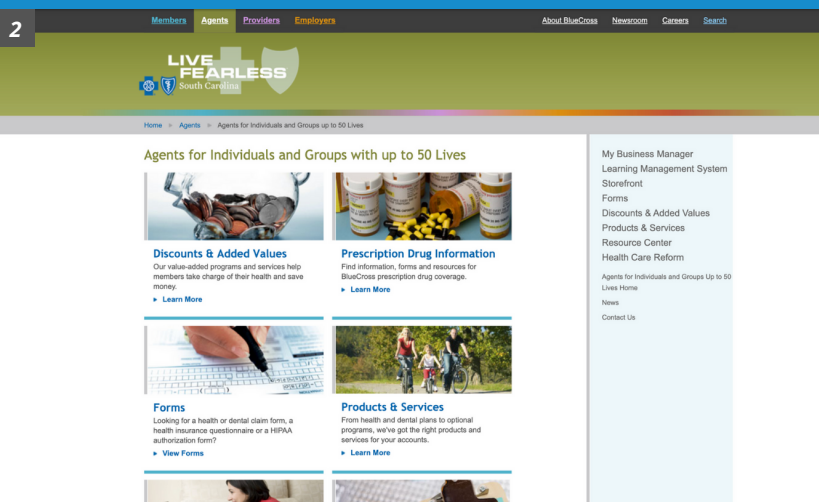 2
Members Agents Providers Employers
About BlueCross Newsroom Careers Search
LIVE
FEARLESS
South Carolina
Home » Agents » Agents for Individuals and Groups up to 50 Lives
Agents for Individuals and Groups with up to 50 Lives
Discounts & Added Values
Our value-added programs and services help
members take charge of their health and save
money.
▸ Learn More
Prescription Drug Information
Find information, forms and resources for
BlueCross prescription drug coverage.
▸ Learn More
Forms
Looking for a health or dental claim form, a
health insurance questionnaire or a HIPAA
authorization form?
▸ View Forms
Products & Services
From health and dental plans to optional
programs, we've got the right products and
services for your accounts.
▸ Learn More
My Business Manager
Learning Management System
Storefront
Forms
Discounts & Added Values
Products & Services
Resource Center
Health Care Reform
Agents for Individuals and Groups Up to 50
Lives Home
News
Contact Us